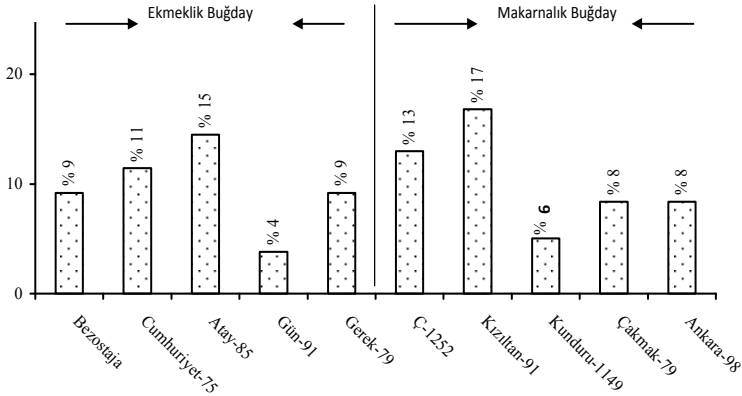 Ekmeklik Buğday
Makarnalık Buğday
20
10
0
% 9
% 11
% 15
% 4
% 9
% 13
% 17
% 6
% 8
% 8
Bezostaja
Cumhuriyet-75
Atay-85
Gün-91
Gerek-79
Ç-1252
Kızıltan-91
Kunduru-1149
Çakmak-79
Ankara-98